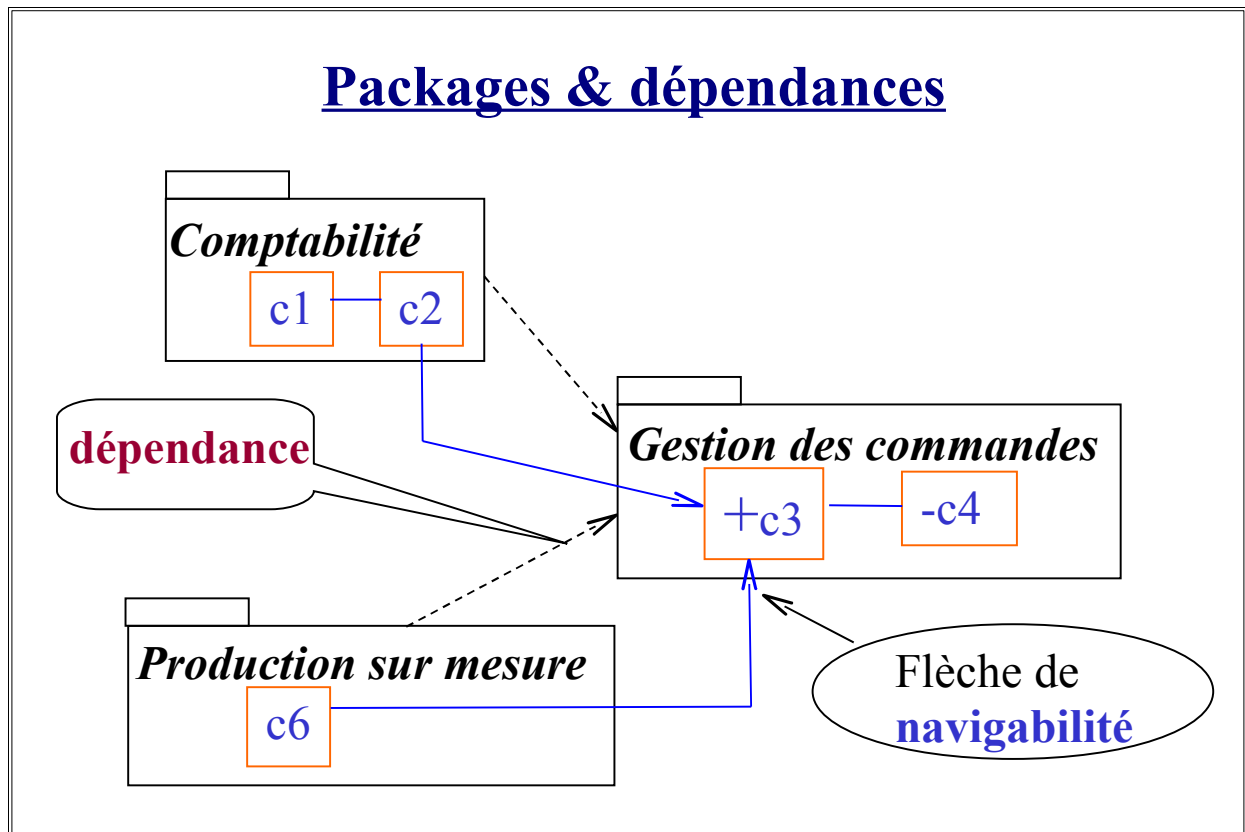 Packages & dépendances
Comptabilité
c1
c2
dépendance
Gestion des commandes
+c3
-c4
Production sur mesure
c6
Flèche de
navigabilité